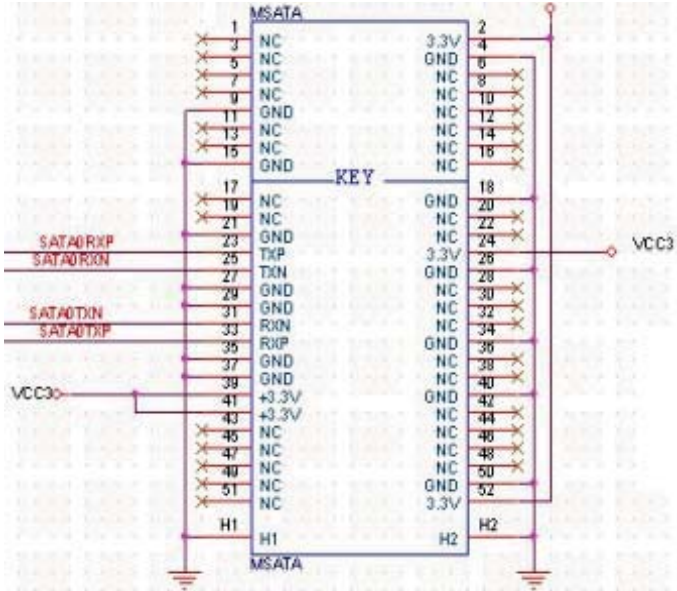 MSATA
1 2
NC 3.3V
3 4
NC GND
5 6
NC NC
7 8
NC NC
9 10
GND NC
11 12
NC NC
13 14
NC NC
15 16
GND NC
KEY
17 18
NC GND
19 20
NC NC
21 22
GND NC
23 24
SATA0RXP TXP 3.3V VCC3
25 26
SATA0RXN TXN GND
27 28
GND NC
29 30
GND NC
31 32
SATA0TXN RXN NC
33 34
SATA0TXP RXP GND
35 36
GND NC
37 38
GND NC
39 40
VCC3 +3.3V GND
41 42
+3.3V NC
43 44
NC NC
45 46
NC NC
47 48
NC NC
49 50
NC GND
51 52
NC 3.3V
H1 H2
H1 H2
MSATA